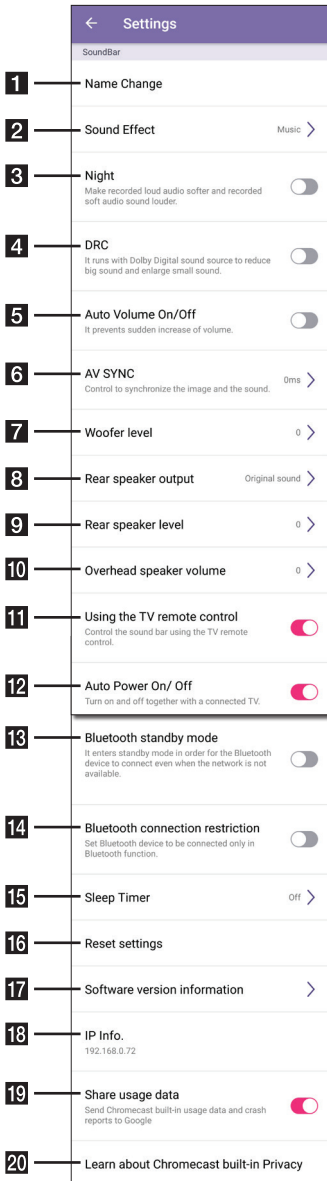 ← Settings
SoundBar
1 Name Change
2 Sound Effect Music >
3 Night
Make recorded loud audio softer and recorded
soft audio sound louder.
4 DRC
It runs with Dolby Digital sound source to reduce
big sound and enlarge small sound.
5 Auto Volume On/Off
It prevents sudden increase of volume.
6 AV SYNC 0ms >
Control to synchronize the image and the sound.
7 Woofer level 0 >
8 Rear speaker output Original sound >
9 Rear speaker level 0 >
10 Overhead speaker volume 0 >
11 Using the TV remote control
Control the sound bar using the TV remote
control.
12 Auto Power On/ Off
Turn on and off together with a connected TV.
13 Bluetooth standby mode
It enters standby mode in order for the Bluetooth
device to connect even when the network is not
available.
14 Bluetooth connection restriction
Set Bluetooth device to be connected only in
Bluetooth function.
15 Sleep Timer Off >
16 Reset settings
17 Software version information >
18 IP Info.
192.168.0.72
19 Share usage data
Send Chromecast built-in usage data and crash
reports to Google
20 Learn about Chromecast built-in Privacy